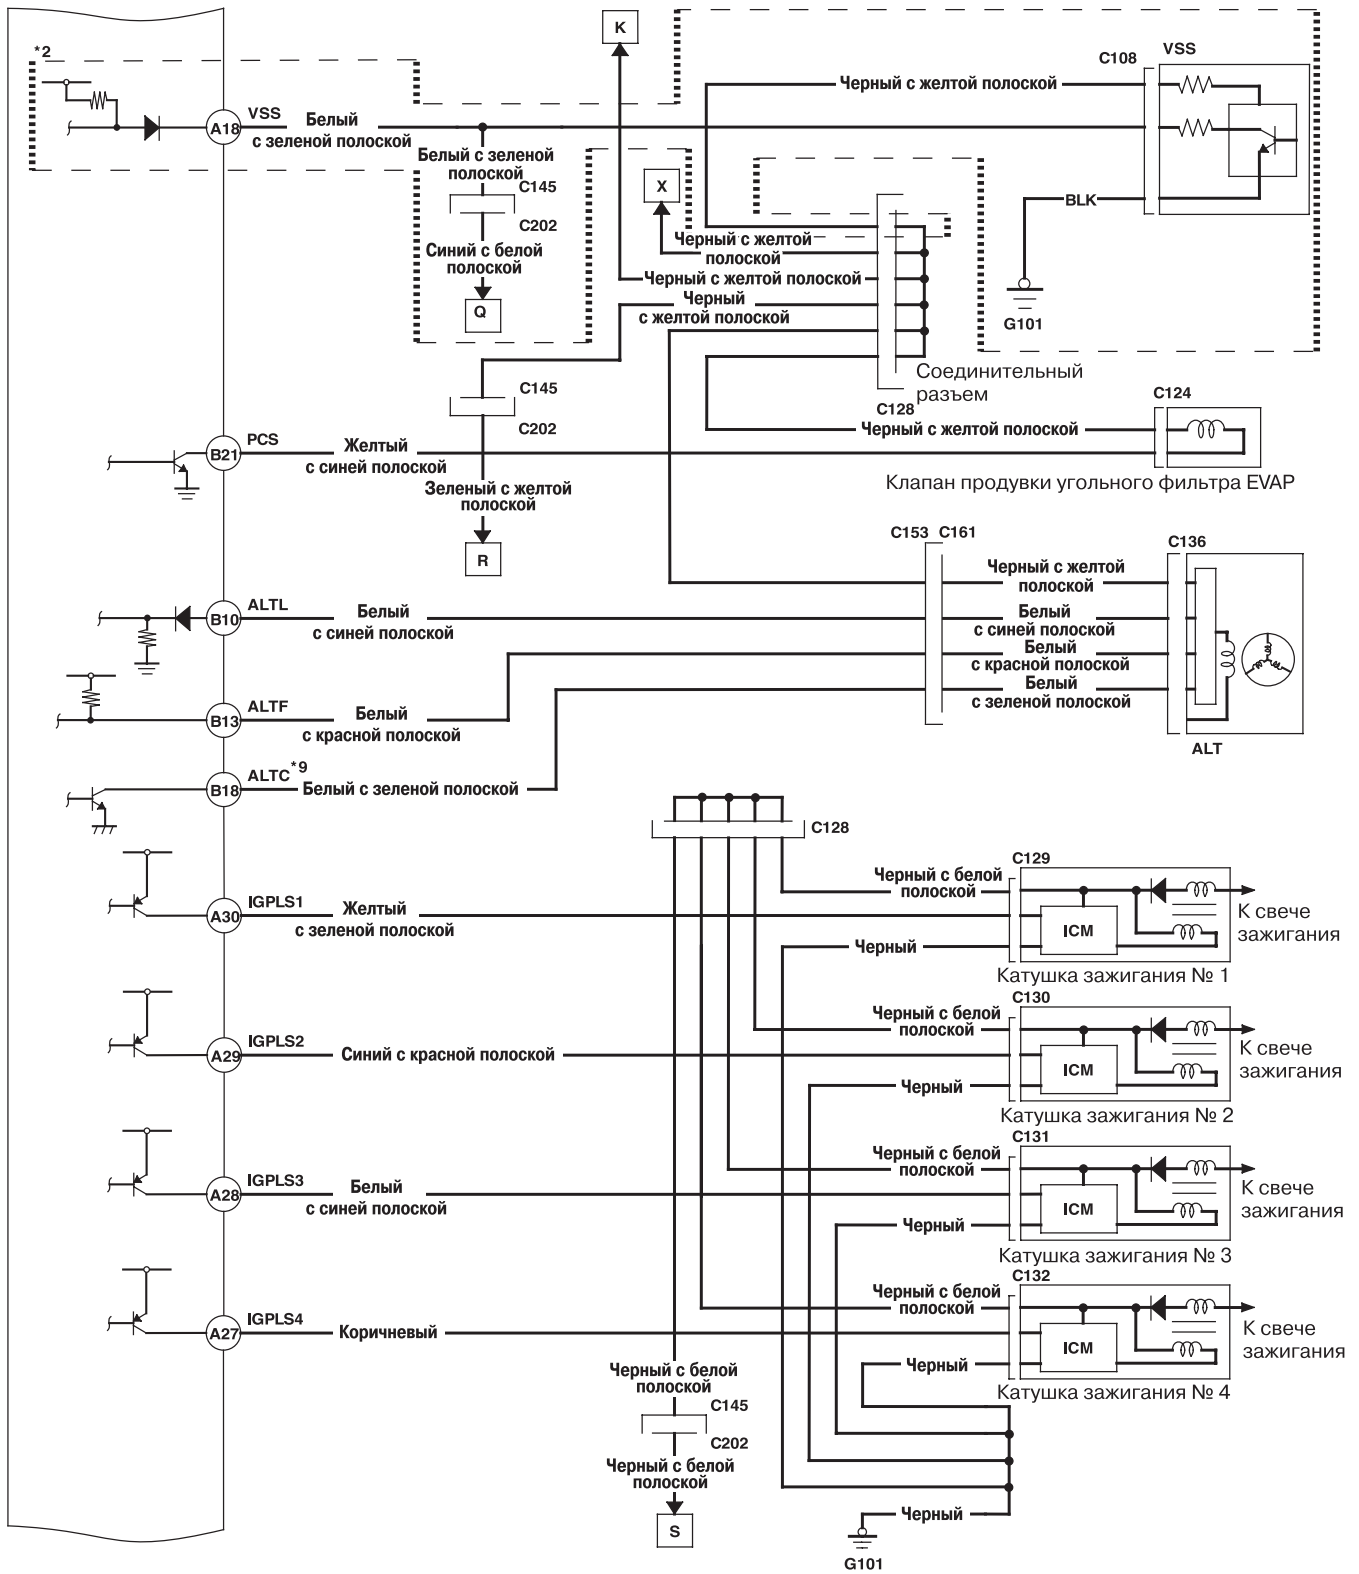 K
*2
C108
VSS
Черный с желтой полоской
A18
VSS
Белый
с зеленой полоской
Белый с зеленой
полоской
C145
C202
Синий с белой
полоской
Q
X
BLK
G101
Черный с желтой
полоской
Черный с желтой полоской
Черный
с желтой полоской
Соединительный
разъем
C128
C145
C202
C124
Черный с желтой полоской
B21
PCS
Желтый
с синей полоской
Клапан продувки угольного фильтра EVAP
Зеленый с желтой
полоской
R
C153
C161
C136
Черный с желтой
полоской
B10
ALTL
Белый
с синей полоской
Белый
с синей полоской
Белый
с красной полоской
Белый
с зеленой полоской
B13
ALTF
Белый
с красной полоской
ALT
B18
ALTC
*9
Белый с зеленой полоской
C128
C129
Черный с белой
полоской
A30
IGPLS1
Желтый
с зеленой полоской
ICM
К свече
зажигания
Черный
Катушка зажигания № 1
C130
Черный с белой
полоской
A29
IGPLS2
Синий с красной полоской
ICM
К свече
зажигания
Черный
Катушка зажигания № 2
C131
Черный с белой
полоской
A28
IGPLS3
Белый
с синей полоской
ICM
К свече
зажигания
Черный
Катушка зажигания № 3
C132
Черный с белой
полоской
A27
IGPLS4
Коричневый
ICM
К свече
зажигания
Черный
Катушка зажигания № 4
Черный с белой
полоской
C145
C202
Черный с белой
полоской
S
Черный
G101